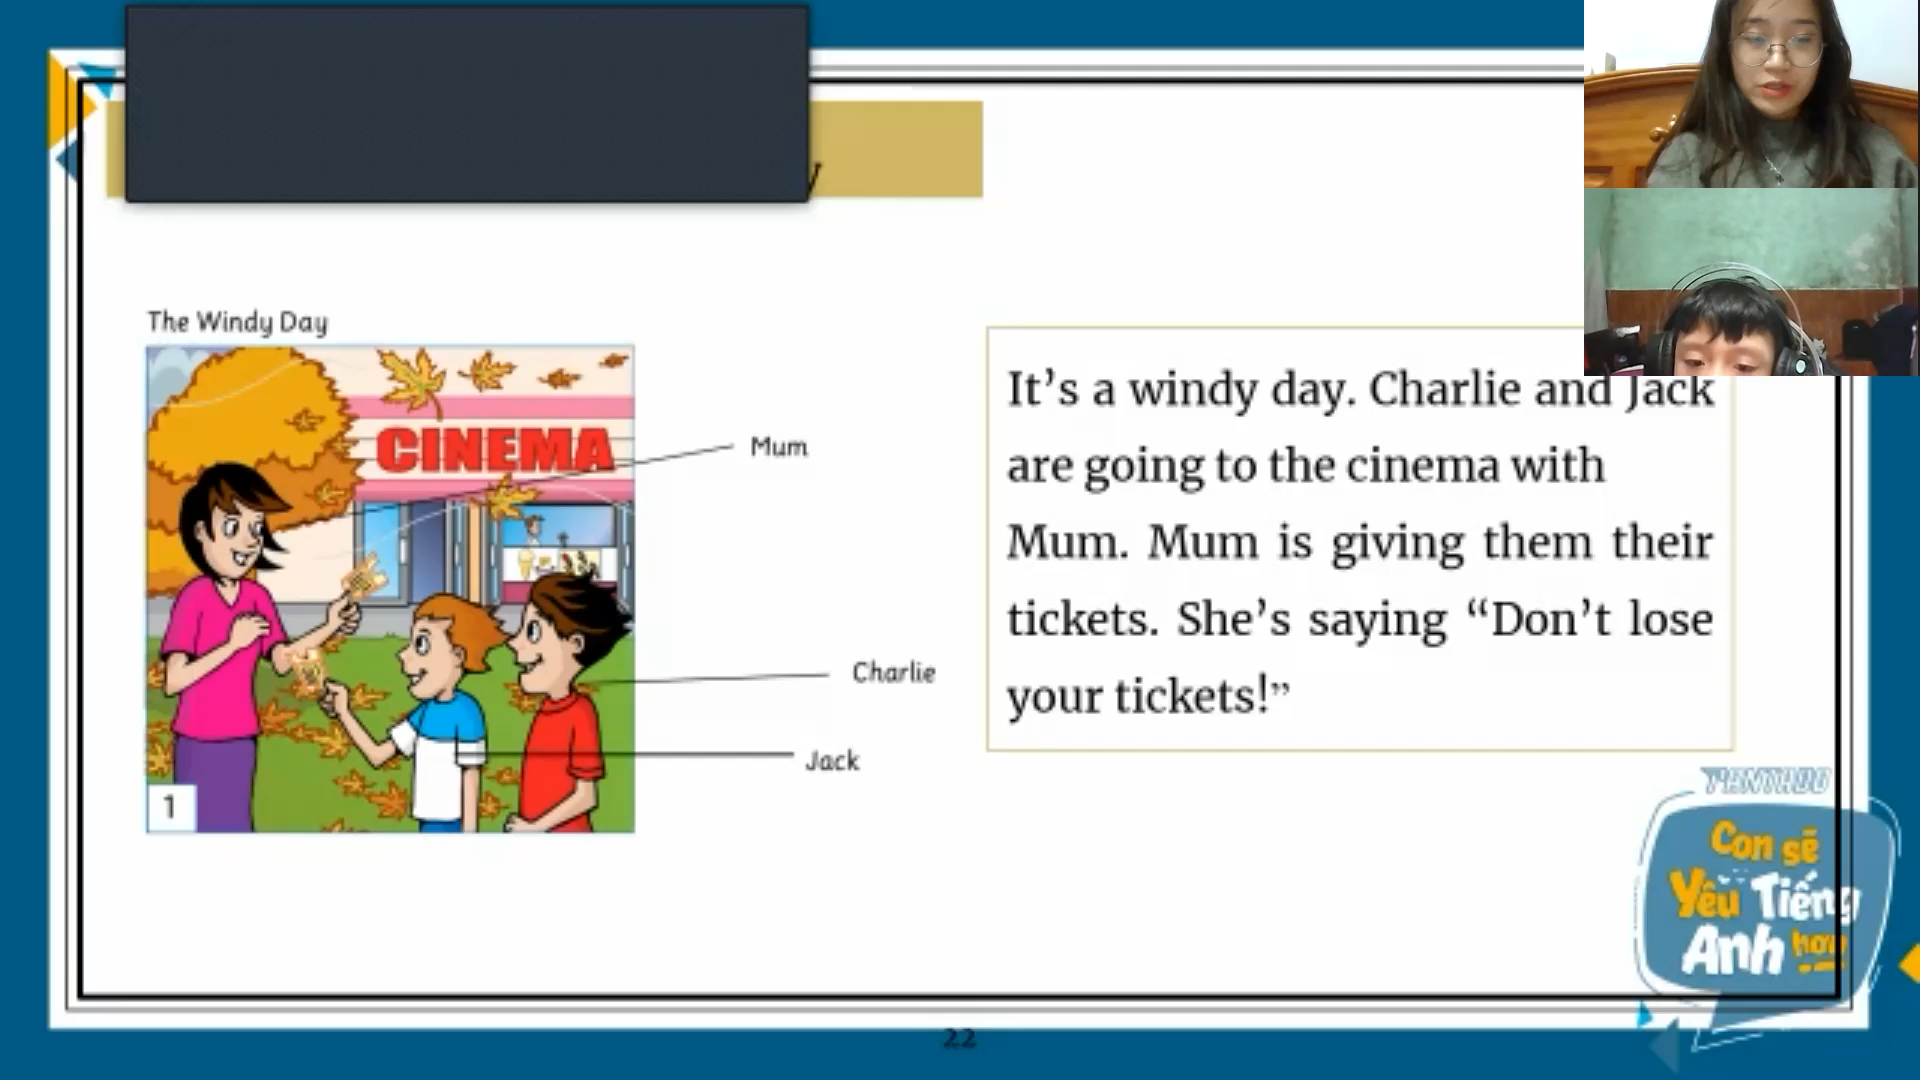 The Windy Day
CINEMA
Mum
Charlie
Jack
1
It’s a windy day. Charlie and Jack
are going to the cinema with
Mum. Mum is giving them their
tickets. She’s saying “Don’t lose
your tickets!”
PANTADO
Con sẽ
Yêu Tiếng
Anh hơn
22